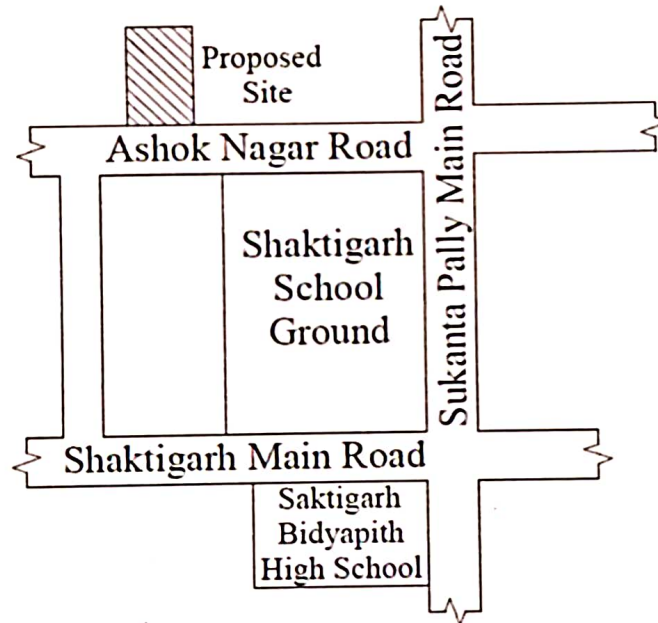 Proposed
Site
Ashok Nagar Road
Sukanta Pally Main Road
Shaktigarh
School
Ground
Shaktigarh Main Road
Saktigarh
Bidyapith
High School